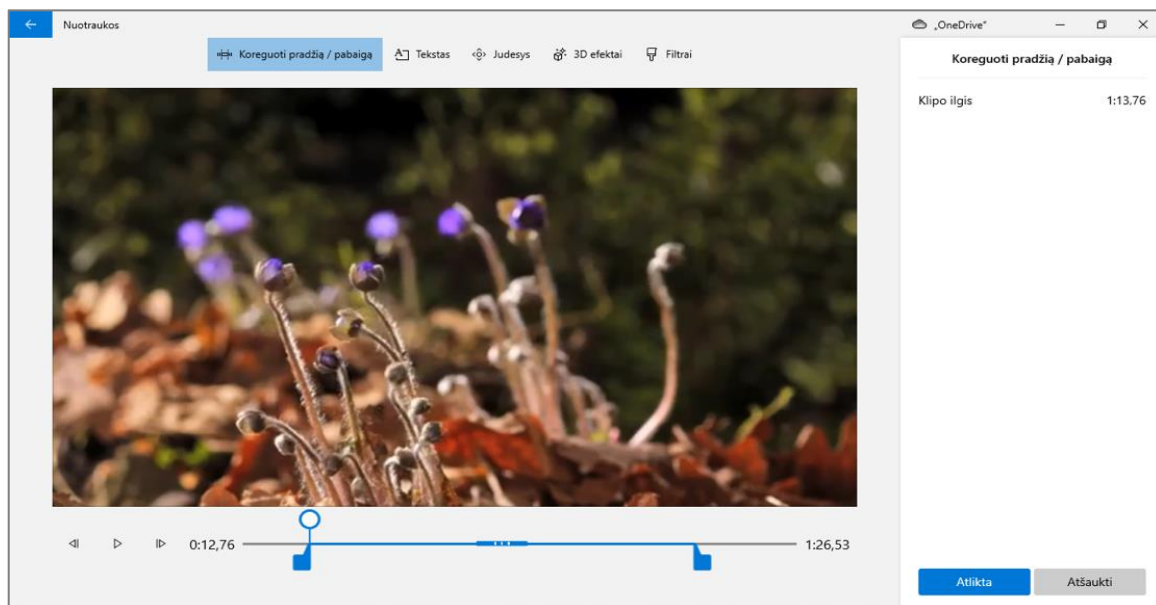 Nuotraukos
„OneDrive“
Koreguoti pradžią / pabaigą
Tekstas
Judesys
3D efektai
Filtrai
Koreguoti pradžią / pabaigą
Klipo ilgis 1:13,76
0:12,76
1:26,53
Atlikta
Atšaukti